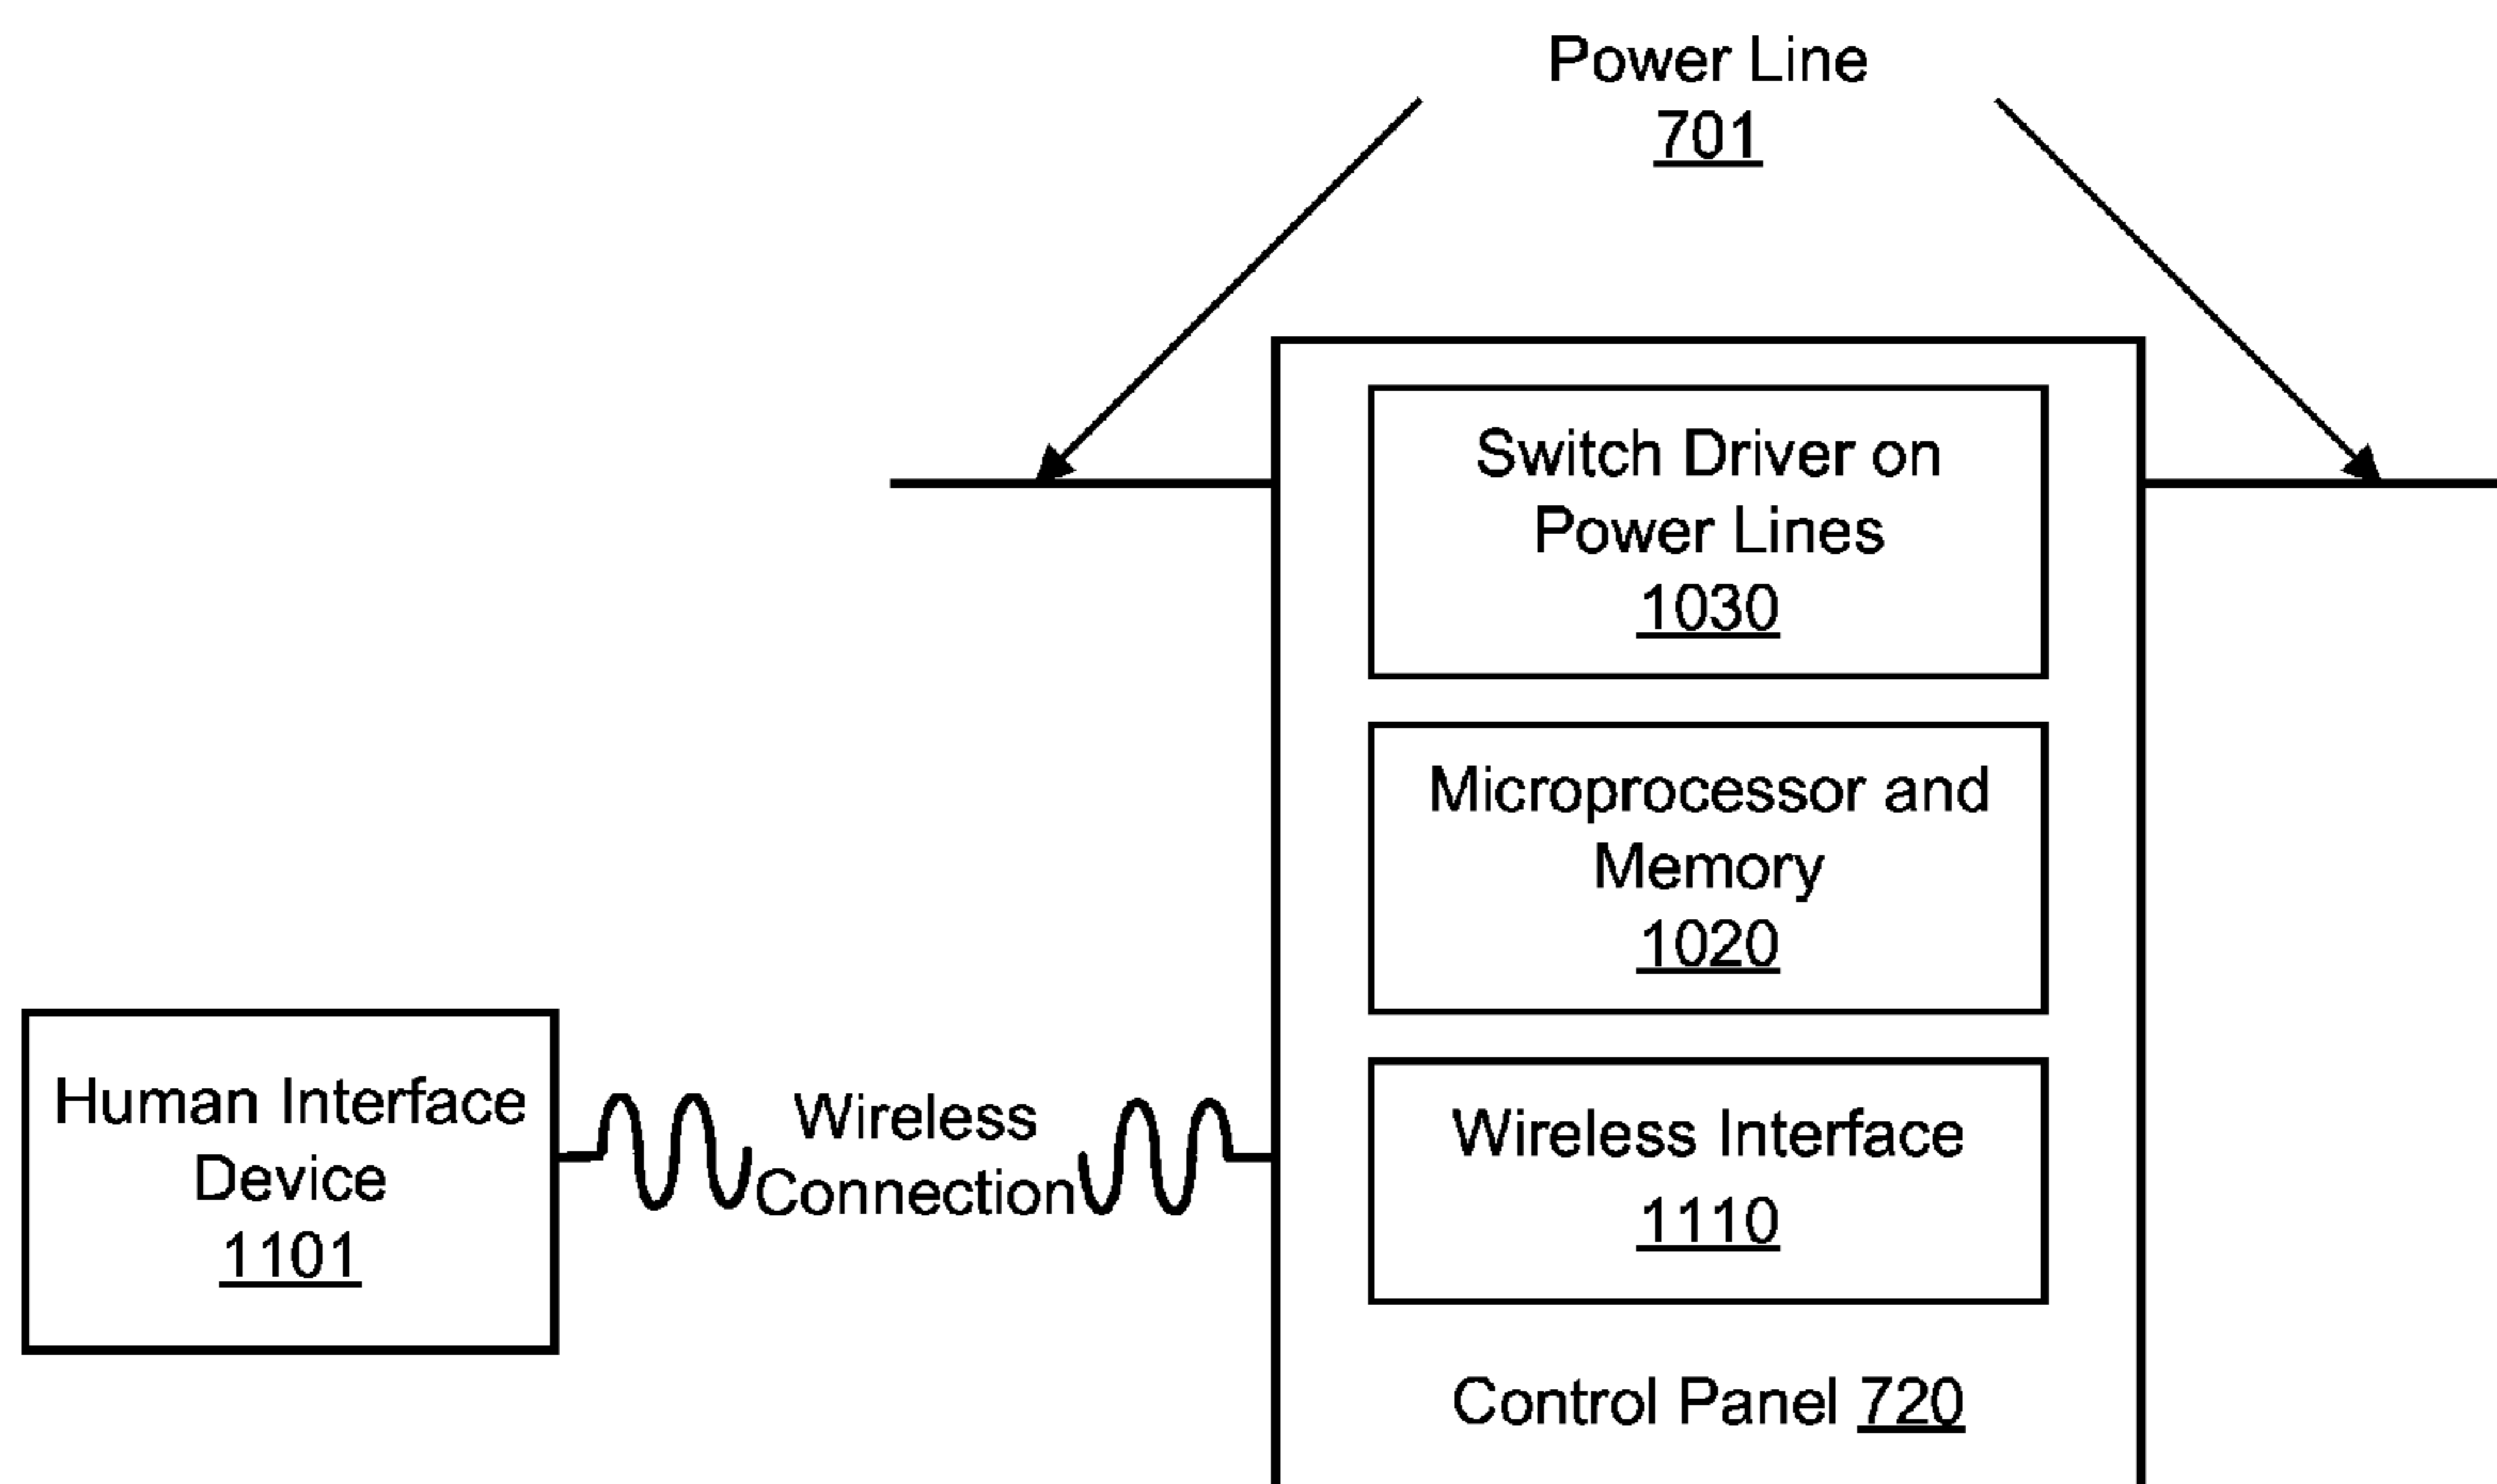 Power Line
701
Switch Driver on
Power Lines
1030
Microprocessor and
Memory
1020
Human Interface
Device
1101
Wireless
Connection
Wireless Interface
1110
Control Panel 720